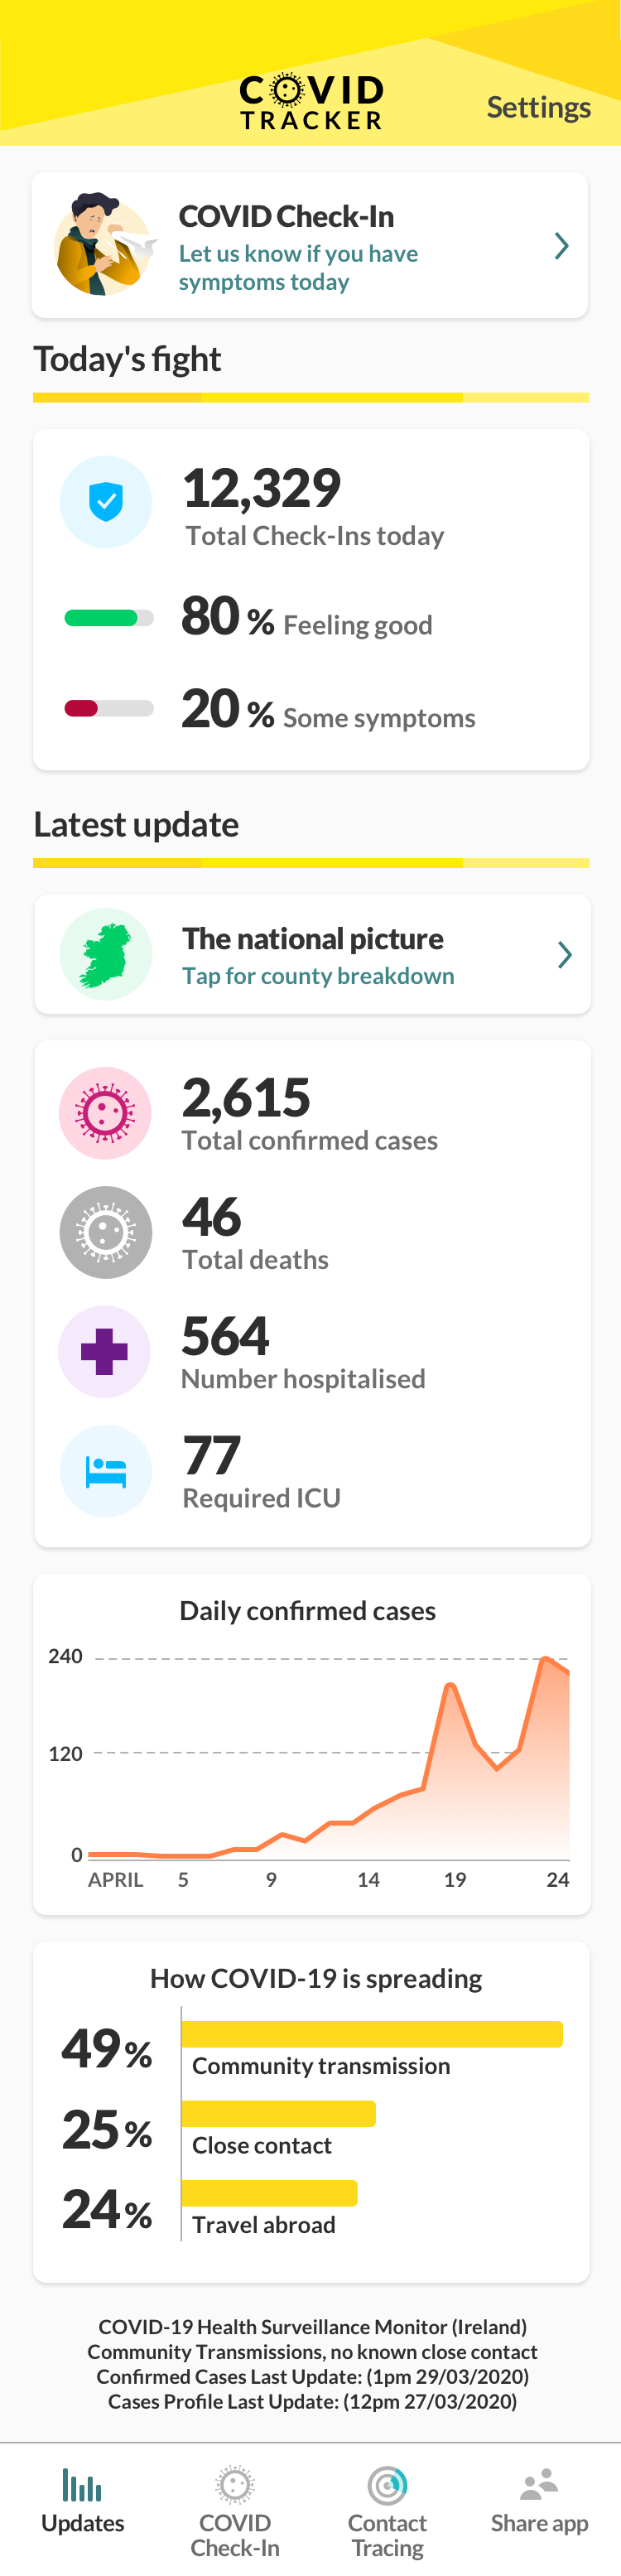 COVID
TRACKER
Settings
COVID Check-In
Let us know if you have
symptoms today
Today's fight
12,329
Total Check-Ins today
80 % Feeling good
20 % Some symptoms
Latest update
The national picture
Tap for county breakdown
2,615
Total confirmed cases
46
Total deaths
564
Number hospitalised
77
Required ICU
Daily confirmed cases
240
120
0
APRIL 5 9 14 19 24
How COVID-19 is spreading
49%
Community transmission
25%
Close contact
24%
Travel abroad
COVID-19 Health Surveillance Monitor (Ireland)
Community Transmissions, no known close contact
Confirmed Cases Last Update: (1pm 29/03/2020)
Cases Profile Last Update: (12pm 27/03/2020)
Updates
COVID
Check-In
Contact
Tracing
Share app